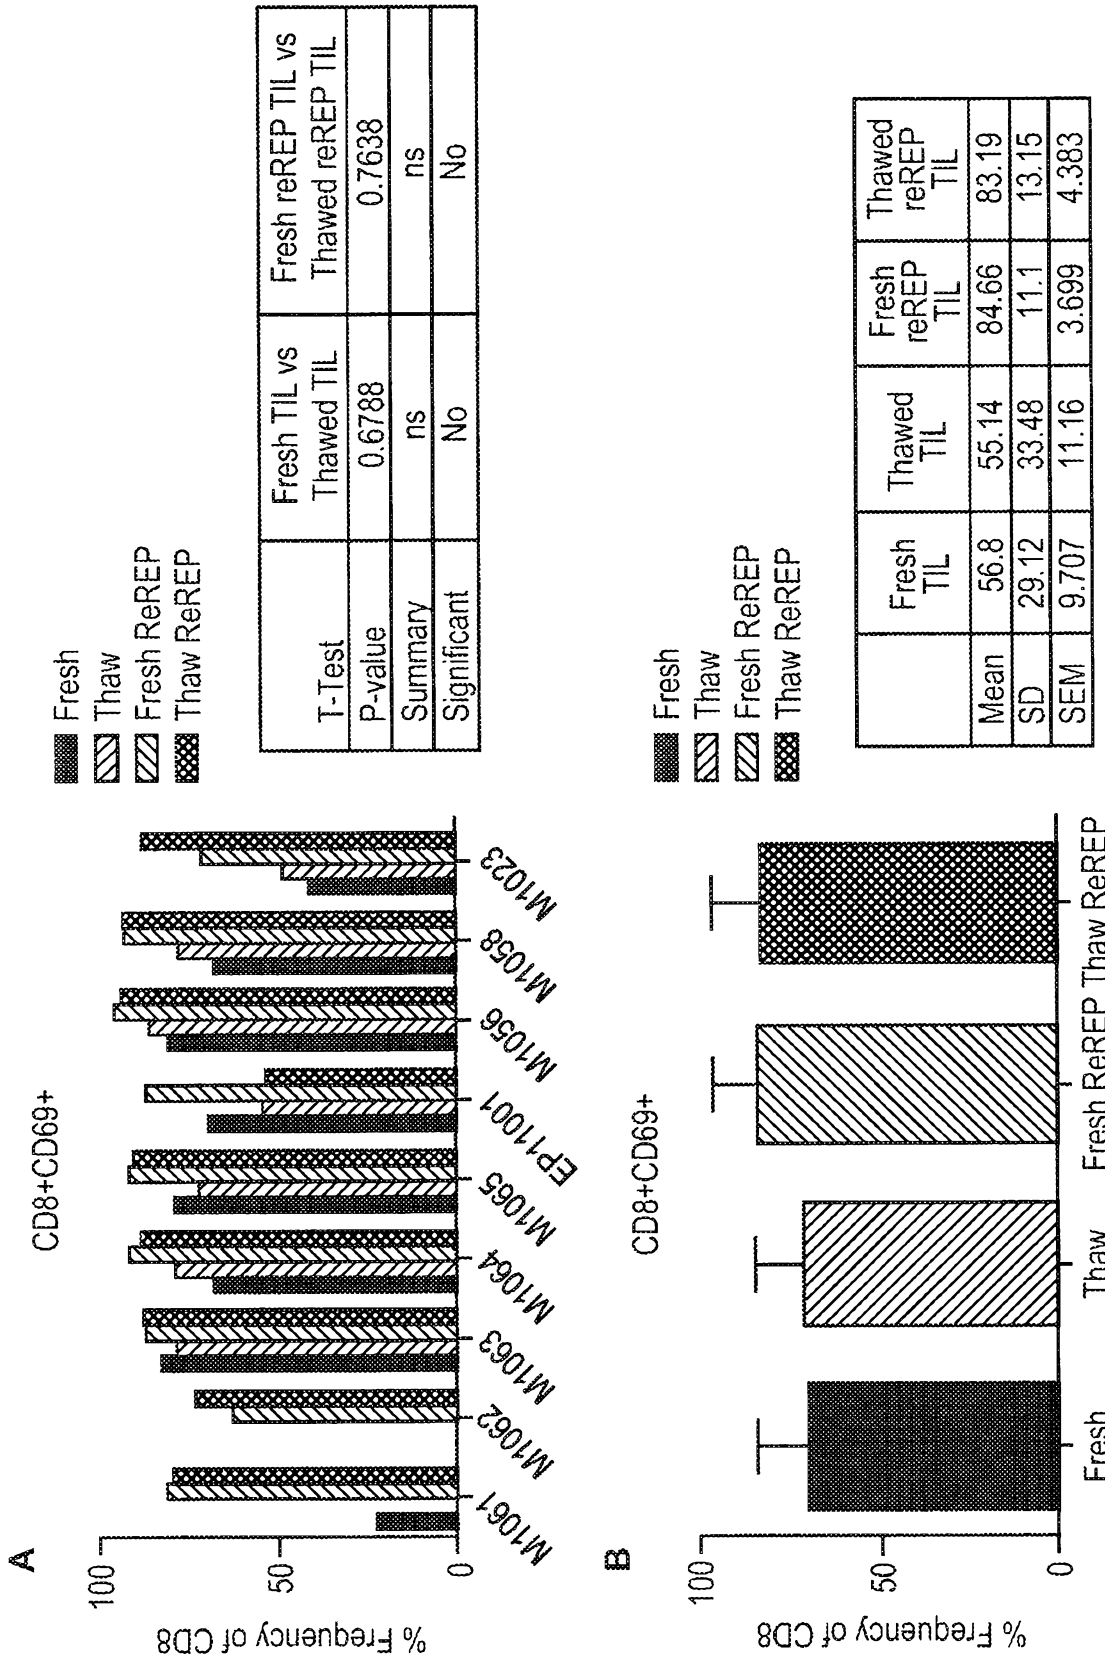 A
CD8+CD69+
% Frequency of CD8
100
50
0
M1061
M1062
M1063
M1064
M1065
EP11001
M1056
M1058
M1023
Fresh
Thaw
Fresh ReREP
Thaw ReREP
T-Test Fresh TIL vs Thawed TIL Fresh reREP TIL vs Thawed reREP TIL
P-value 0.6788 0.7638
Summary ns ns
Significant No No
B
CD8+CD69+
% Frequency of CD8
100
50
0
Fresh Thaw Fresh ReREP Thaw ReREP
Fresh
Thaw
Fresh ReREP
Thaw ReREP
Fresh TIL Thawed TIL Fresh reREP TIL Thawed reREP TIL
Mean 56.8 55.14 84.66 83.19
SD 29.12 33.48 11.1 13.15
SEM 9.707 11.16 3.699 4.383